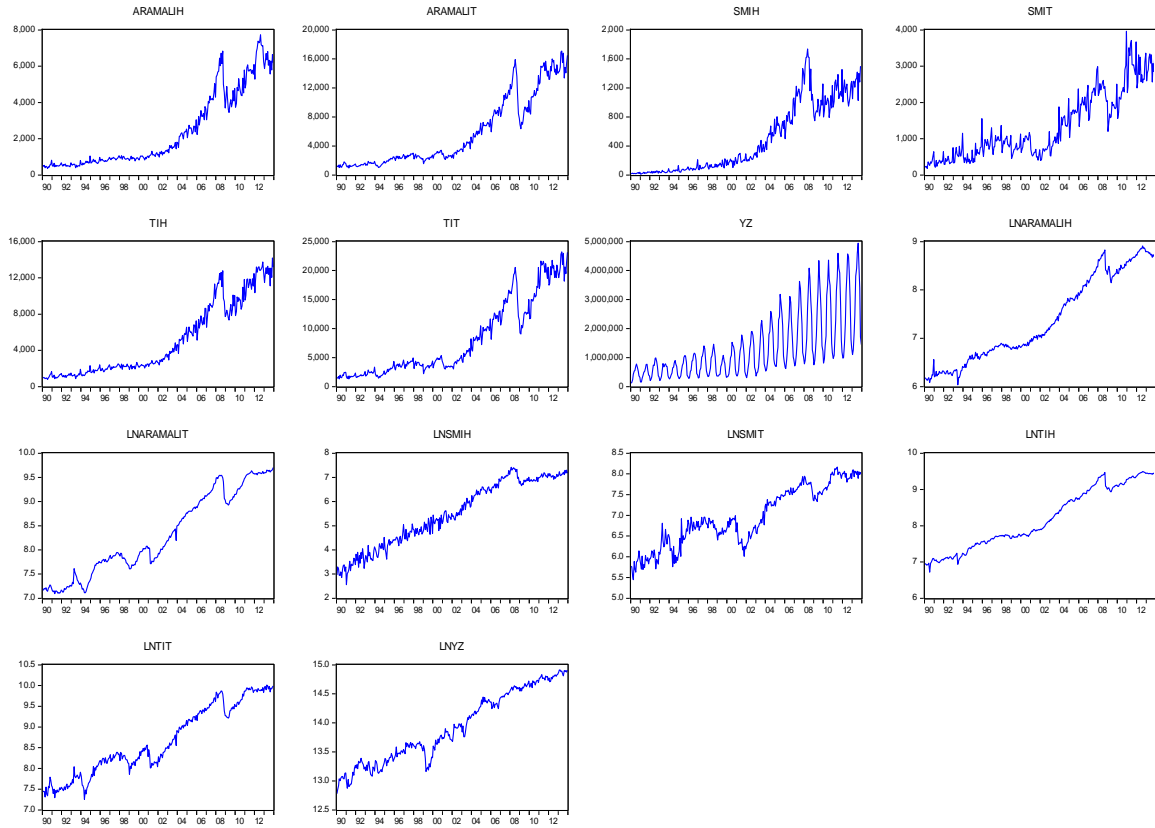 ARAMALIH ARAMALIT SMIH SMIT
8,000 20,000 2,000 4,000
16,000 1,600
6,000 3,000
12,000 1,200
4,000 2,000
8,000 800
2,000 1,000
4,000 400
0 0 0 0
90 92 94 96 98 00 02 04 06 08 10 12 90 92 94 96 98 00 02 04 06 08 10 12 90 92 94 96 98 00 02 04 06 08 10 12 90 92 94 96 98 00 02 04 06 08 10 12
TIH TIT YZ LNARAMALIH
16,000 25,000 5,000,000 9
20,000 4,000,000
12,000 8
15,000 3,000,000
8,000
10,000 2,000,000
4,000 7
5,000 1,000,000
0 0 0 6
90 92 94 96 98 00 02 04 06 08 10 12 90 92 94 96 98 00 02 04 06 08 10 12 90 92 94 96 98 00 02 04 06 08 10 12 90 92 94 96 98 00 02 04 06 08 10 12
LNARAMALIT LNSMIH LNSMIT LNTIH
10.0 8 8.5 10
9.5 7 8.0
9.0 6 7.5 9
8.5 5 7.0
6.5 8
8.0 4
6.0 7
7.5 3 5.5
7.0 2 5.0 6
90 92 94 96 98 00 02 04 06 08 10 12 90 92 94 96 98 00 02 04 06 08 10 12 90 92 94 96 98 00 02 04 06 08 10 12 90 92 94 96 98 00 02 04 06 08 10 12
LNTIT LNYZ
10.5 15.0
10.0 14.5
9.5
9.0 14.0
8.5 13.5
8.0
7.5 13.0
7.0 12.5
90 92 94 96 98 00 02 04 06 08 10 12 90 92 94 96 98 00 02 04 06 08 10 12